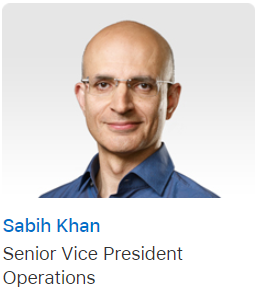 Sabih Khan
Senior Vice President
Operations